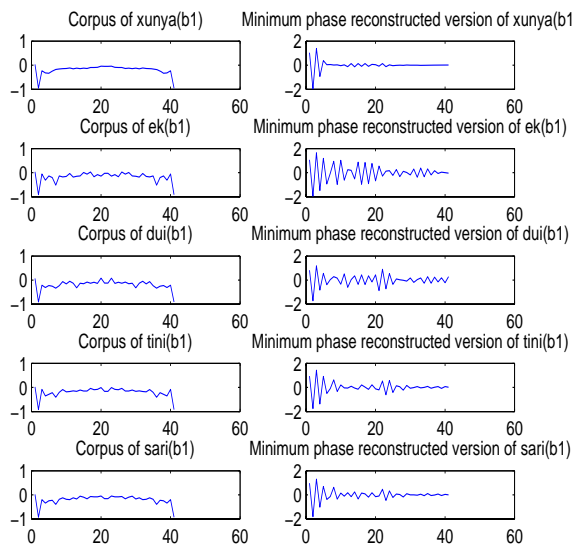 Corpus of xunya(b1) Minimum phase reconstructed version of xunya(b1
1 2
0 0
−1 −2
0 20 40 60 0 20 40 60
Corpus of ek(b1) Minimum phase reconstructed version of ek(b1)
1 2
0 0
−1 −2
0 20 40 60 0 20 40 60
Corpus of dui(b1) Minimum phase reconstructed version of dui(b1)
1 2
0 0
−1 −2
0 20 40 60 0 20 40 60
Corpus of tini(b1) Minimum phase reconstructed version of tini(b1)
1 2
0 0
−1 −2
0 20 40 60 0 20 40 60
Corpus of sari(b1) Minimum phase reconstructed version of sari(b1)
1 2
0 0
−1 −2
0 20 40 60 0 20 40 60